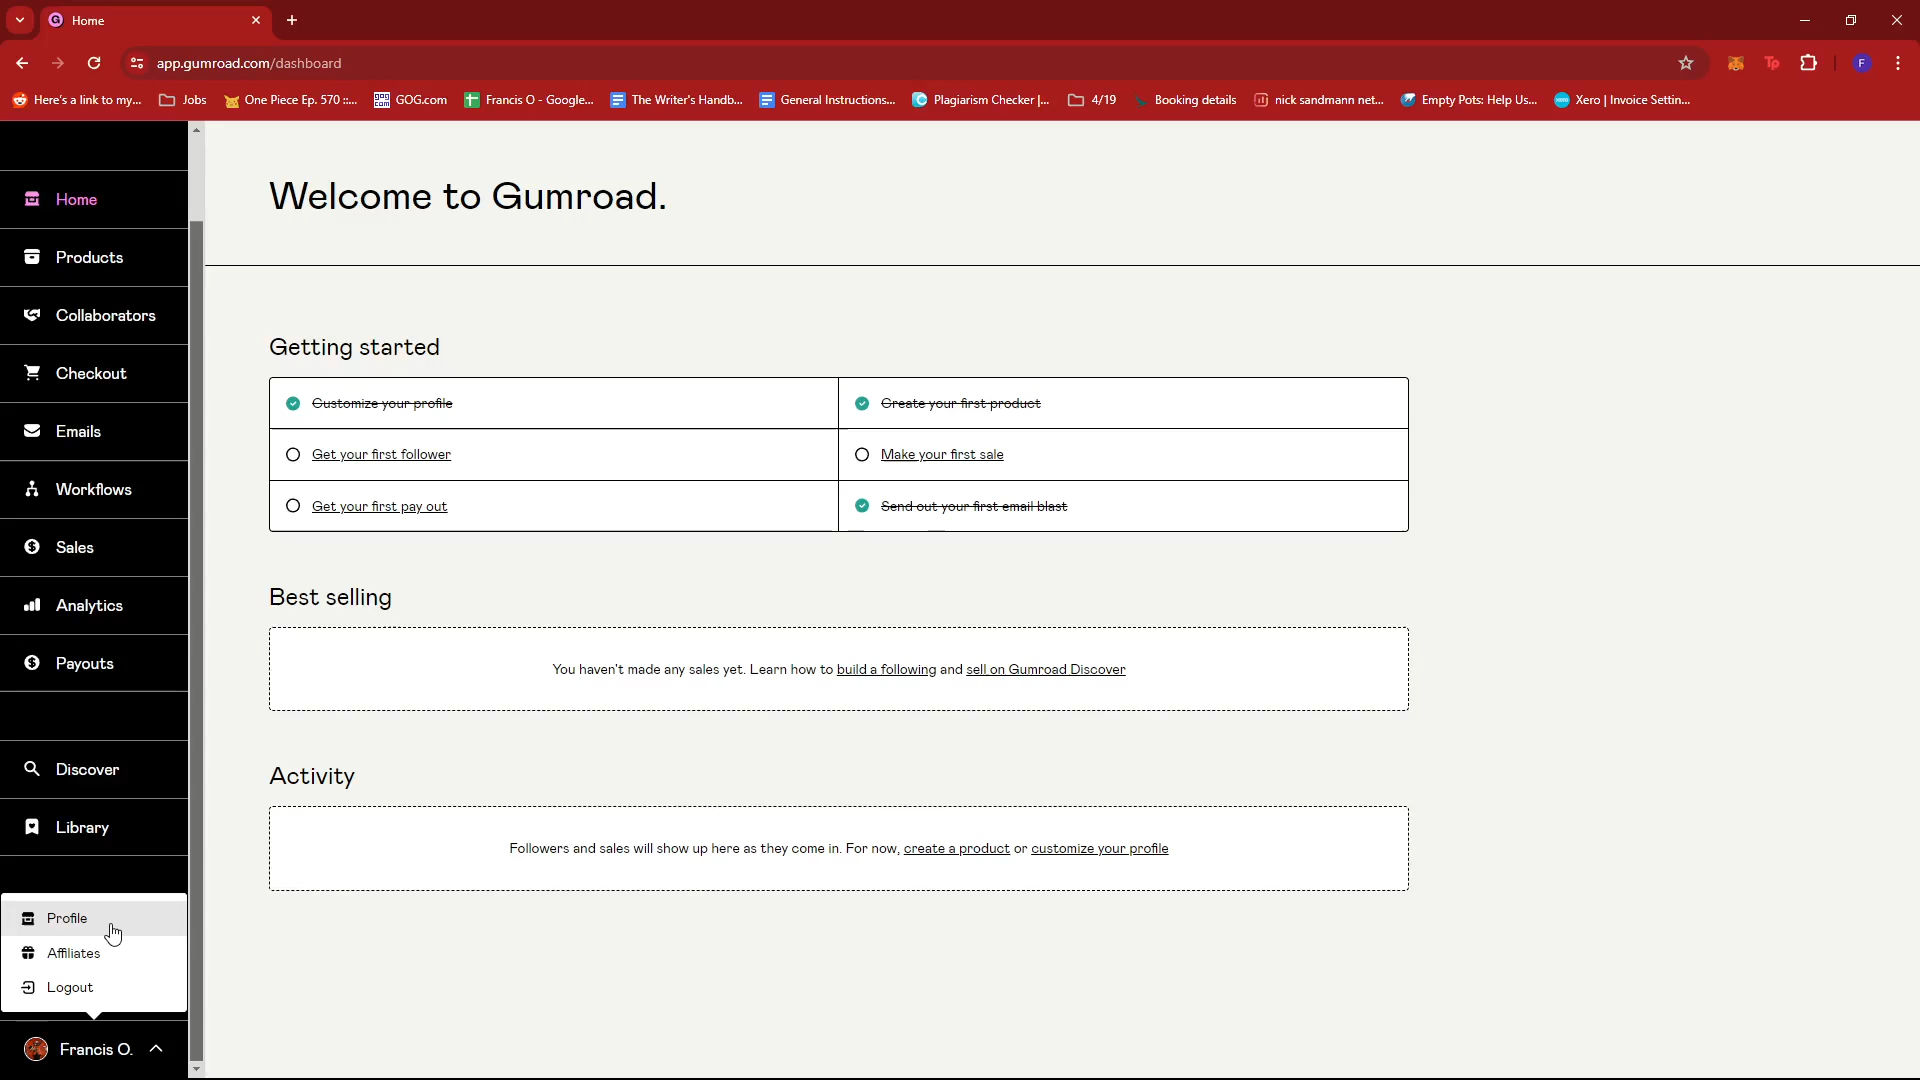 Home
app.gumroad.com/dashboard
Here's a link to my...
Jobs
One Piece Ep. 570 ::...
GOG.com
Francis O - Google...
The Writer's Handb...
General Instructions...
Plagiarism Checker |...
4/19
Booking details
nick sandmann net...
Empty Pots: Help Us...
Xero | Invoice Settin...
Tp
F
Home
Products
Collaborators
Checkout
Emails
Workflows
Sales
Analytics
Payouts
Discover
Library
Profile
Affiliates
Logout
Francis O.
Welcome to Gumroad.
Getting started
Customize your profile
Create your first product
Get your first follower
Make your first sale
Get your first pay out
Send out your first email blast
Best selling
You haven't made any sales yet. Learn how to build a following and sell on Gumroad Discover
Activity
Followers and sales will show up here as they come in. For now, create a product or customize your profile